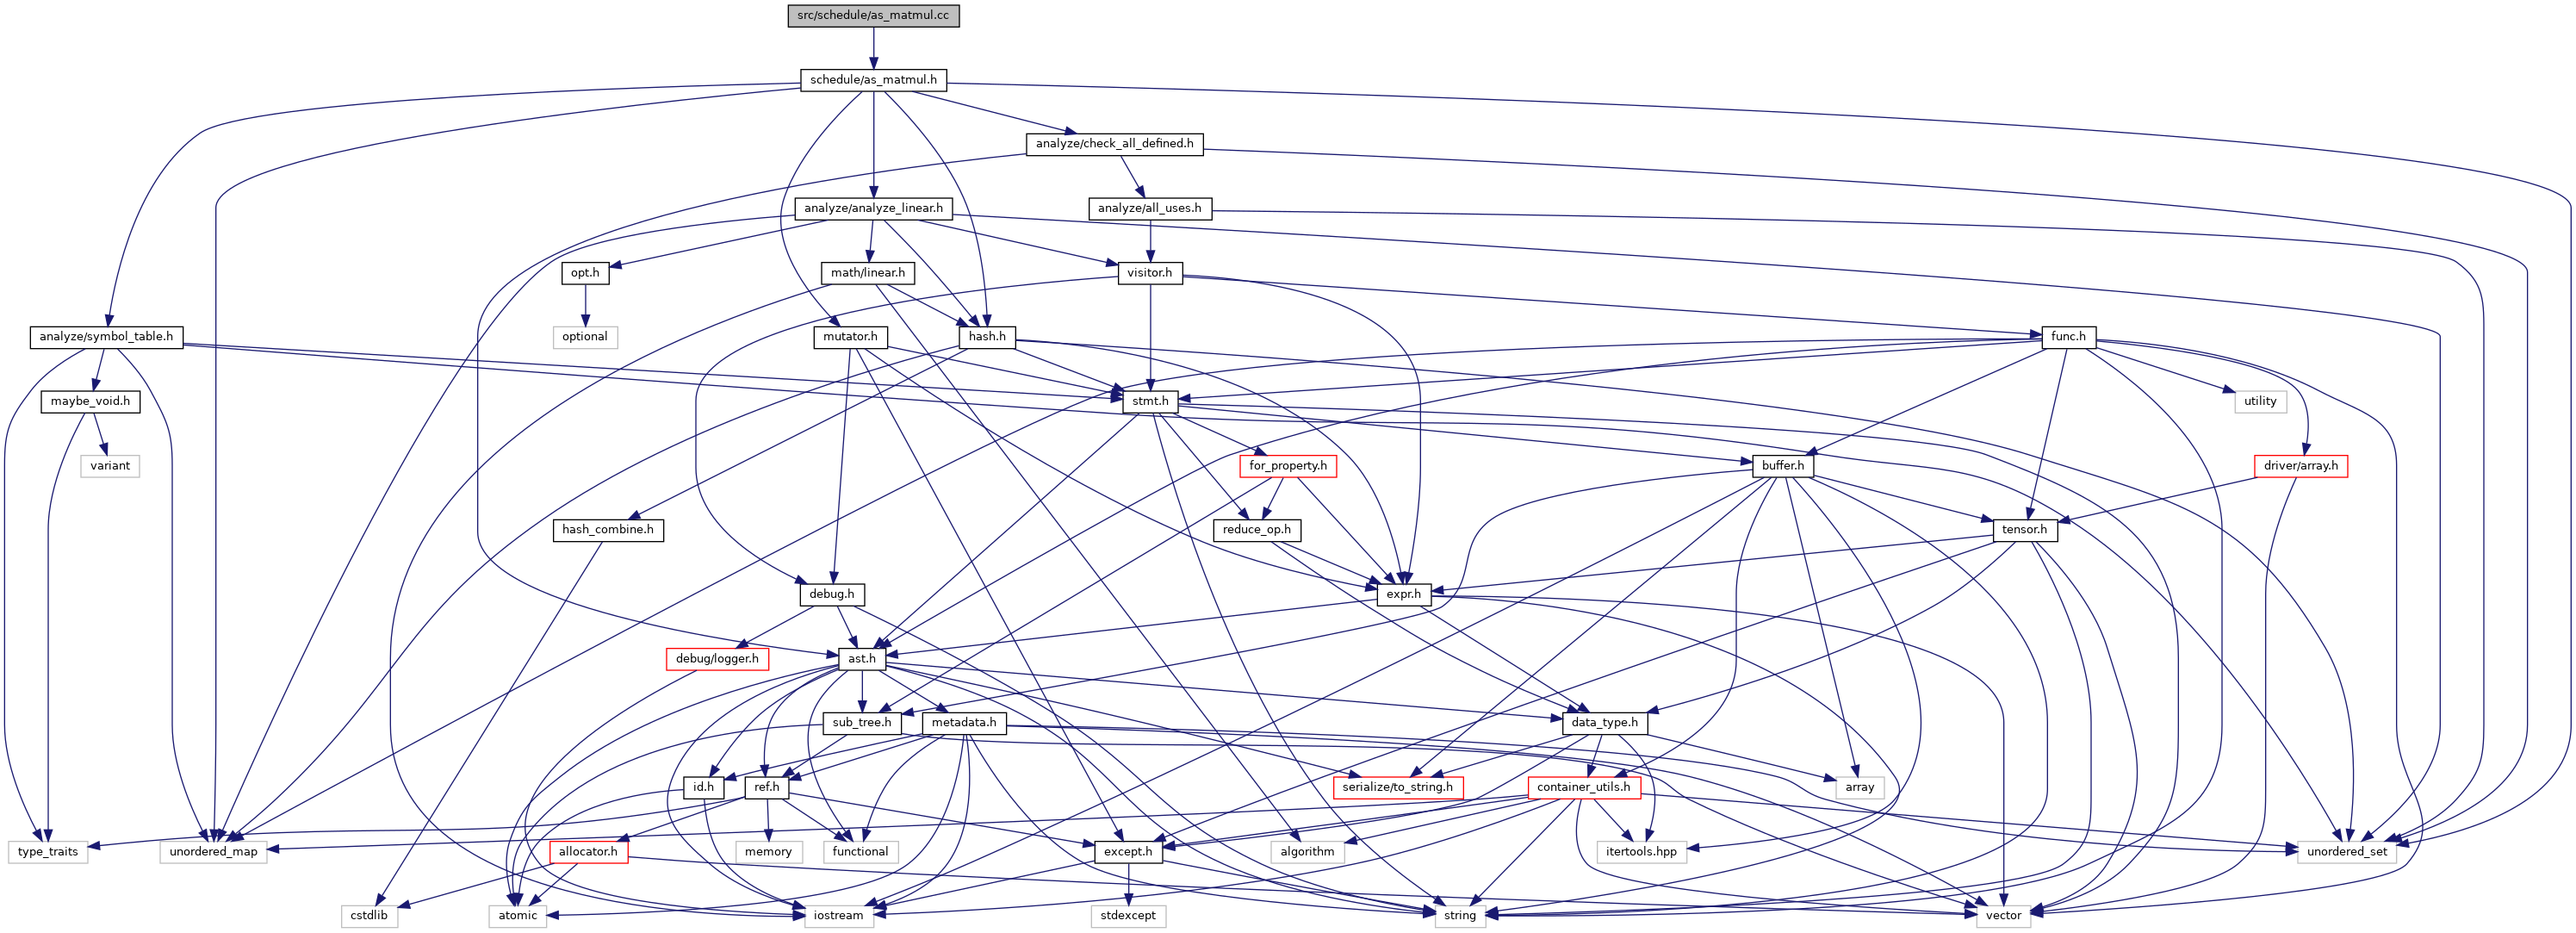 src/schedule/as_matmul.cc
schedule/as_matmul.h
analyze/check_all_defined.h
analyze/analyze_linear.h
analyze/all_uses.h
opt.h
math/linear.h
visitor.h
analyze/symbol_table.h
optional
mutator.h
hash.h
func.h
maybe_void.h
stmt.h
utility
variant
for_property.h
buffer.h
driver/array.h
hash_combine.h
reduce_op.h
tensor.h
debug.h
expr.h
debug/logger.h
ast.h
sub_tree.h
metadata.h
data_type.h
id.h
ref.h
serialize/to_string.h
container_utils.h
array
type_traits
unordered_map
allocator.h
memory
functional
except.h
algorithm
itertools.hpp
unordered_set
cstdlib
atomic
iostream
stdexcept
string
vector